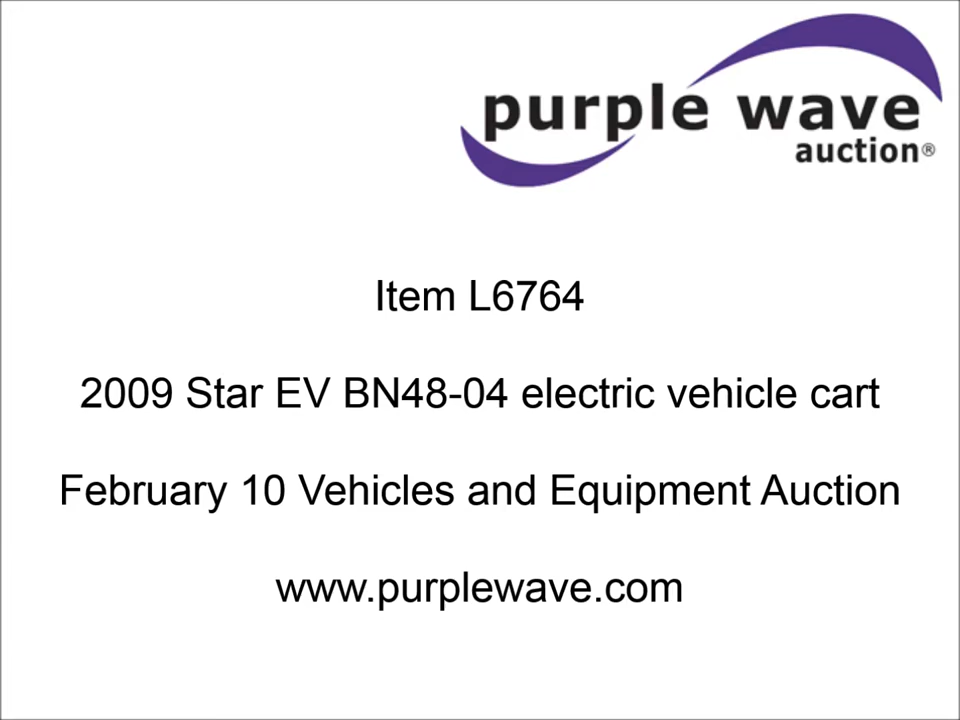 purple wave
auction®
Item L6764
2009 Star EV BN48-04 electric vehicle cart
February 10 Vehicles and Equipment Auction
www.purplewave.com